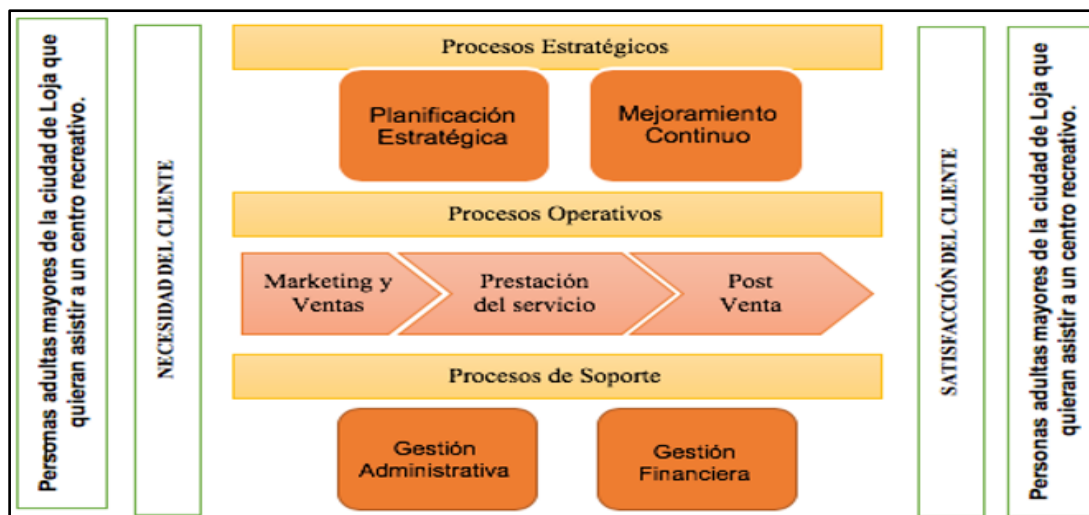 Personas adultas mayores de la ciudad de Loja que
quieran asistir a un centro recreativo.
NECESIDAD DEL CLIENTE
Procesos Estratégicos
Planificación
Estratégica
Mejoramiento
Continuo
Procesos Operativos
Marketing y
Ventas
Prestación
del servicio
Post
Venta
Procesos de Soporte
Gestión
Administrativa
Gestión
Financiera
SATISFACCIÓN DEL CLIENTE
Personas adultas mayores de la ciudad de Loja que
quieran asistir a un centro recreativo.